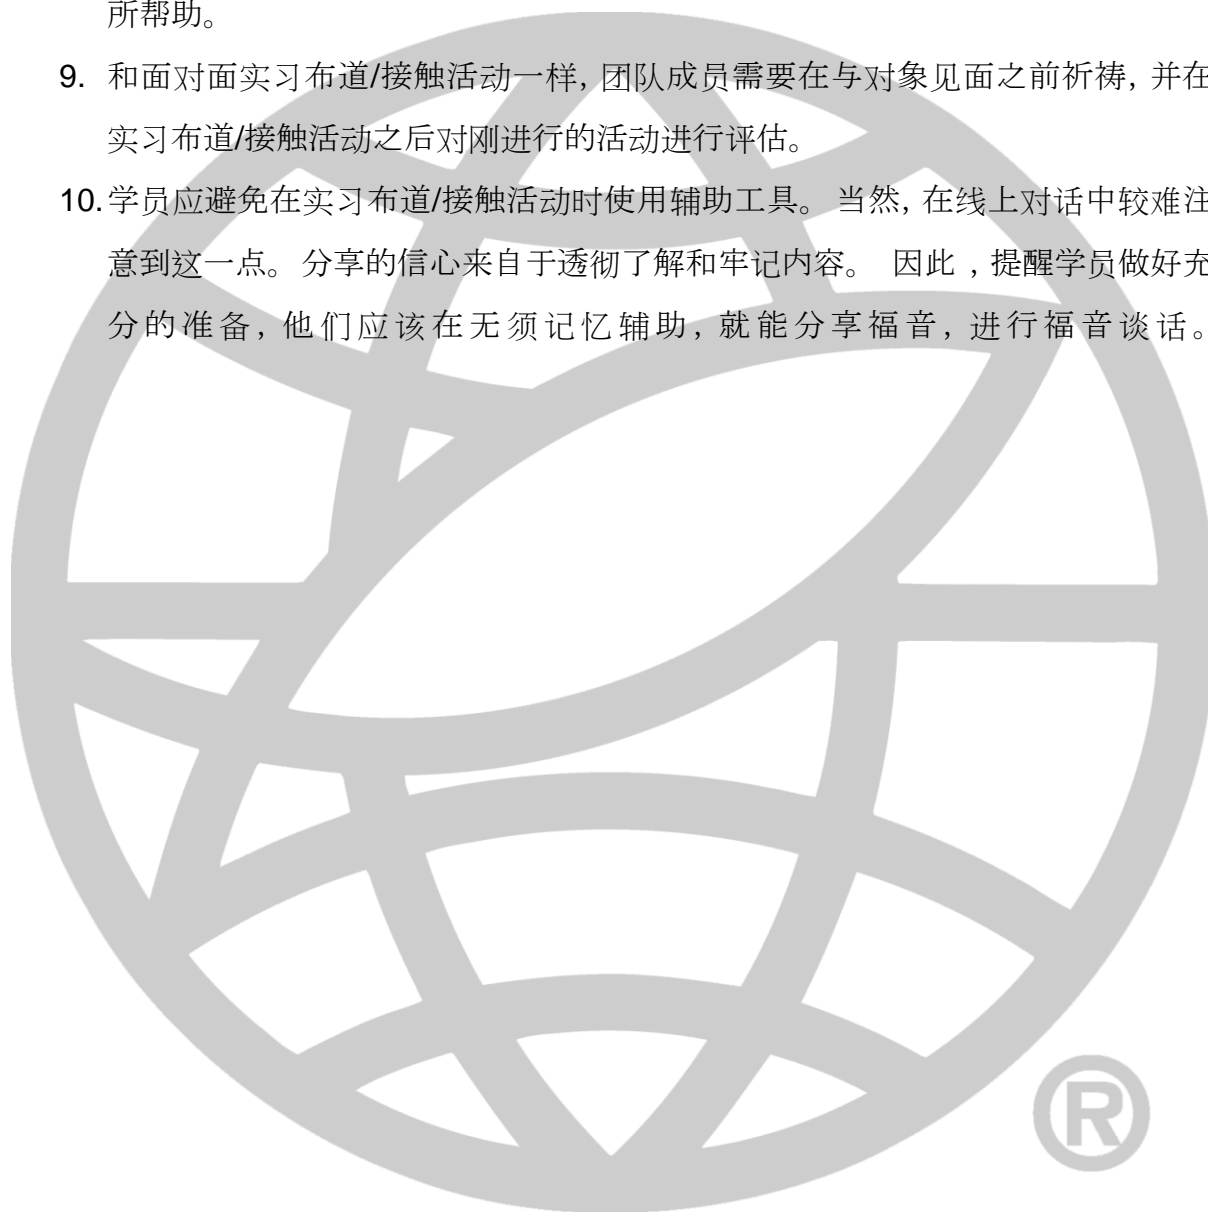 所帮助。
9. 和面对面实习布道/接触活动一样, 团队成员需要在与对象见面之前祈祷, 并在
实习布道/接触活动之后对刚进行的活动进行评估。
10. 学员应避免在实习布道/接触活动时使用辅助工具。 当然, 在线上对话中较难注
意到这一点。 分享的信心来自于透彻了解和牢记内容。 因此 , 提醒学员做好充
分的准备, 他们应该在无须记忆辅助, 就能分享福音, 进行福音谈话。
®